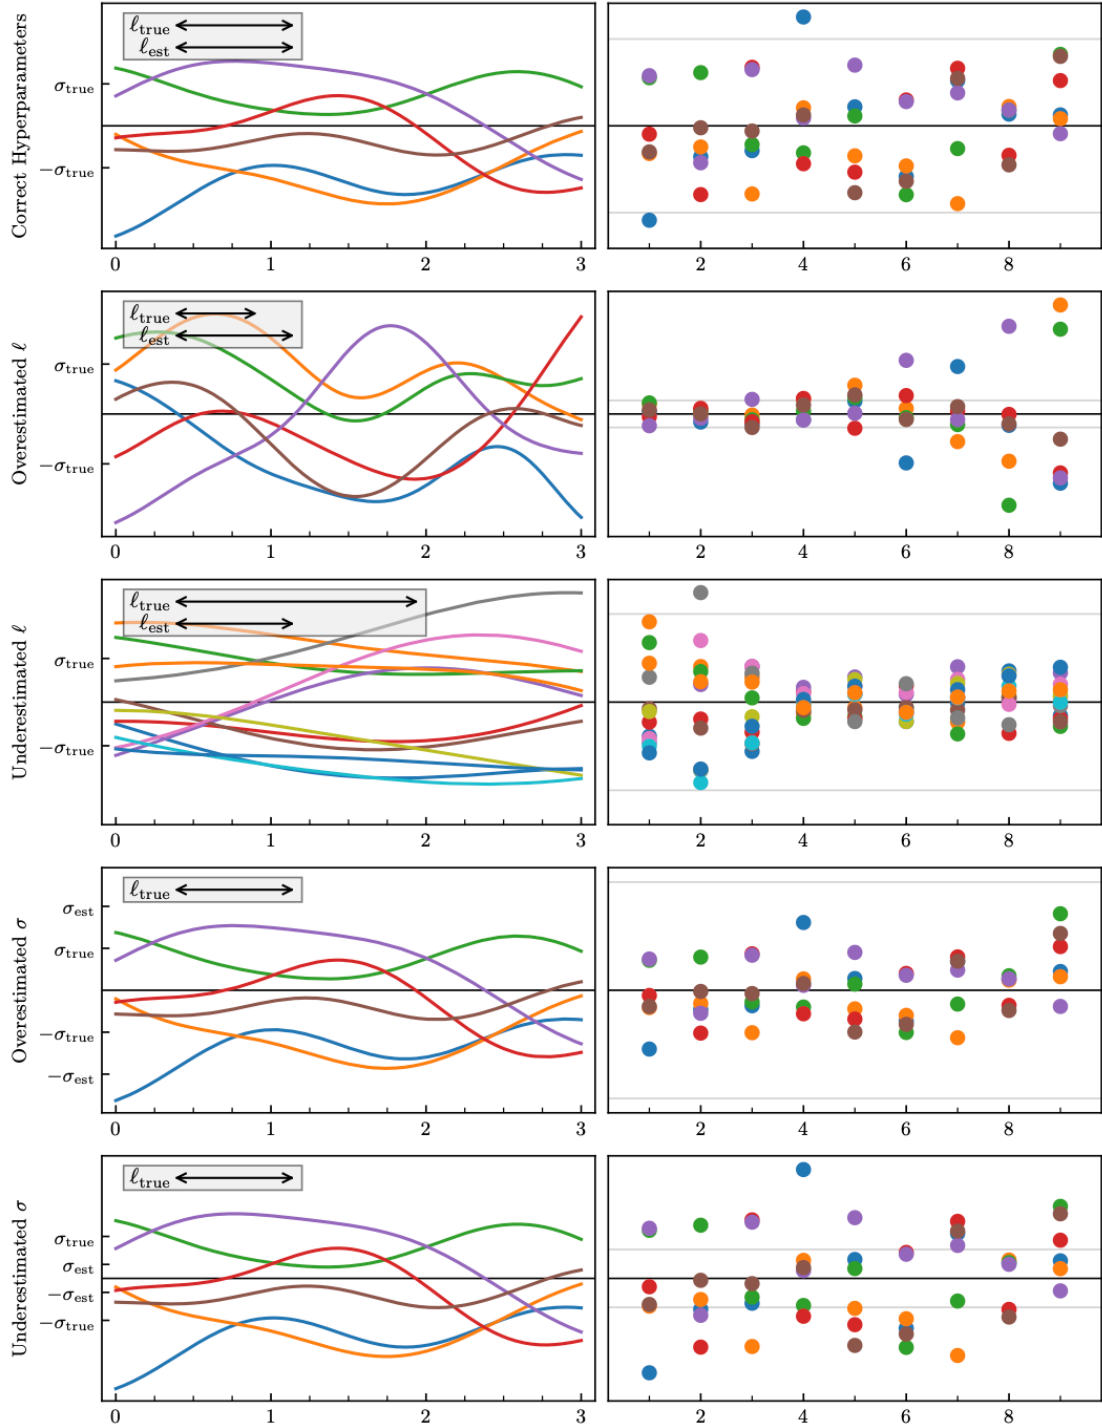 Correct Hyperparameters
ℓtrue
ℓest
σtrue
−σtrue
0 1 2 3
2 4 6 8
Overestimated ℓ
ℓtrue
ℓest
σtrue
−σtrue
0 1 2 3
2 4 6 8
Underestimated ℓ
ℓtrue
ℓest
σtrue
−σtrue
0 1 2 3
2 4 6 8
Overestimated σ
ℓtrue
σest
σtrue
−σtrue
−σest
0 1 2 3
2 4 6 8
Underestimated σ
ℓtrue
σtrue
σest
−σest
−σtrue
0 1 2 3
2 4 6 8